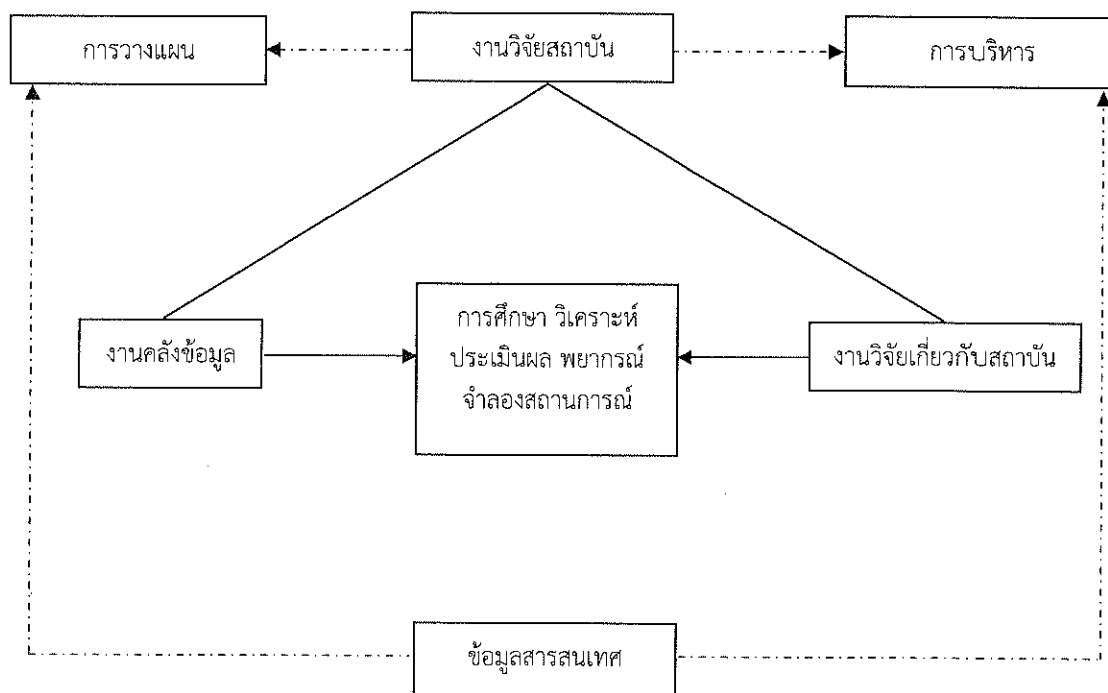 การวางแผน
งานวิจัยสถาบัน
การบริหาร
งานคลังข้อมูล
การศึกษา วิเคราะห์
ประเมินผล พยากรณ์
จำลองสถานการณ์
งานวิจัยเกี่ยวกับสถาบัน
ข้อมูลสารสนเทศ